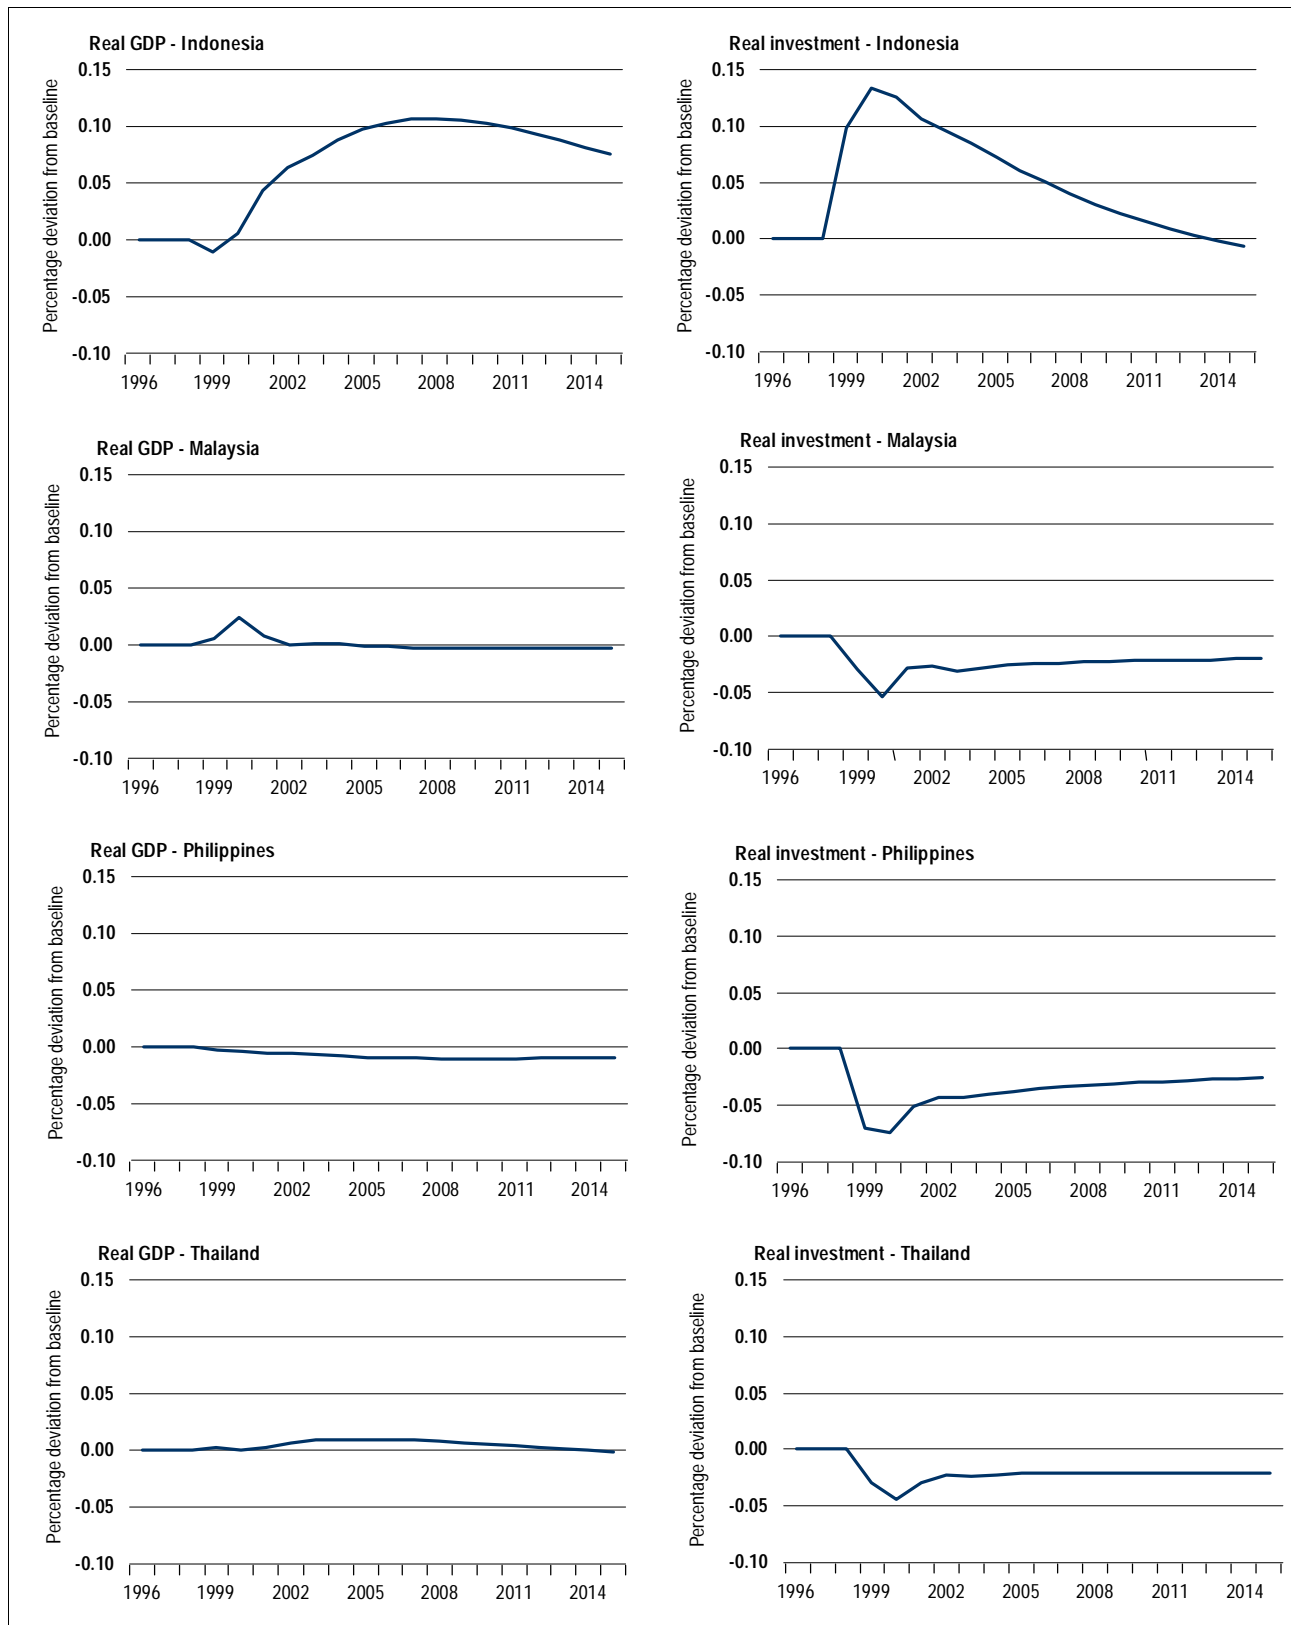 Real GDP - Indonesia
Percentage deviation from baseline
0.15
0.10
0.05
0.00
-0.05
-0.10
1996 1999 2002 2005 2008 2011 2014
Real investment - Indonesia
Percentage deviation from baseline
0.15
0.10
0.05
0.00
-0.05
-0.10
1996 1999 2002 2005 2008 2011 2014
Real GDP - Malaysia
Percentage deviation from baseline
0.15
0.10
0.05
0.00
-0.05
-0.10
1996 1999 2002 2005 2008 2011 2014
Real investment - Malaysia
Percentage deviation from baseline
0.15
0.10
0.05
0.00
-0.05
-0.10
1996 1999 2002 2005 2008 2011 2014
Real GDP - Philippines
Percentage deviation from baseline
0.15
0.10
0.05
0.00
-0.05
-0.10
1996 1999 2002 2005 2008 2011 2014
Real investment - Philippines
Percentage deviation from baseline
0.15
0.10
0.05
0.00
-0.05
-0.10
1996 1999 2002 2005 2008 2011 2014
Real GDP - Thailand
Percentage deviation from baseline
0.15
0.10
0.05
0.00
-0.05
-0.10
1996 1999 2002 2005 2008 2011 2014
Real investment - Thailand
Percentage deviation from baseline
0.15
0.10
0.05
0.00
-0.05
-0.10
1996 1999 2002 2005 2008 2011 2014